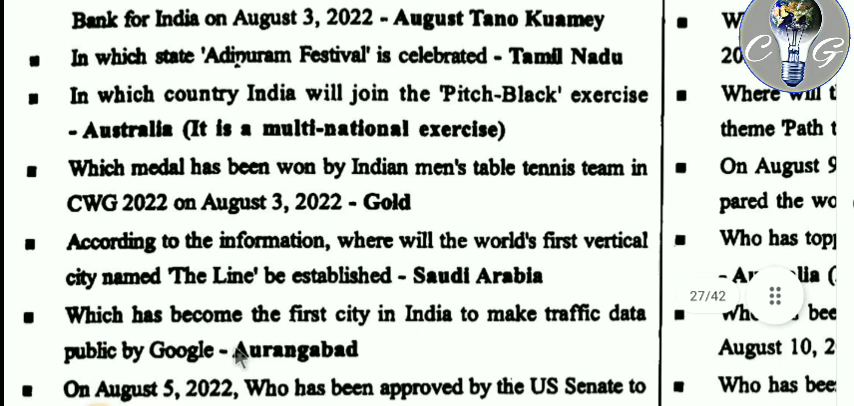 Bank for India on August 3, 2022 - August Tano Kuamey
▪ In which state 'Adipuram Festival' is celebrated - Tamil Nadu
▪ In which country India will join the 'Pitch-Black' exercise
- Australia (It is a multi-national exercise)
▪ Which medal has been won by Indian men's table tennis team in
CWG 2022 on August 3, 2022 - Gold
▪ According to the information, where will the world's first vertical
city named 'The Line' be established - Saudi Arabia
▪ Which has become the first city in India to make traffic data
public by Google - Aurangabad
▪ On August 5, 2022, Who has been approved by the US Senate to
▪ W
20
C G
▪ Where will t
theme 'Path t
▪ On August 9
pared the wo
▪ Who has topp
27/42
▪ bee
August 10, 2
▪ Who has bee